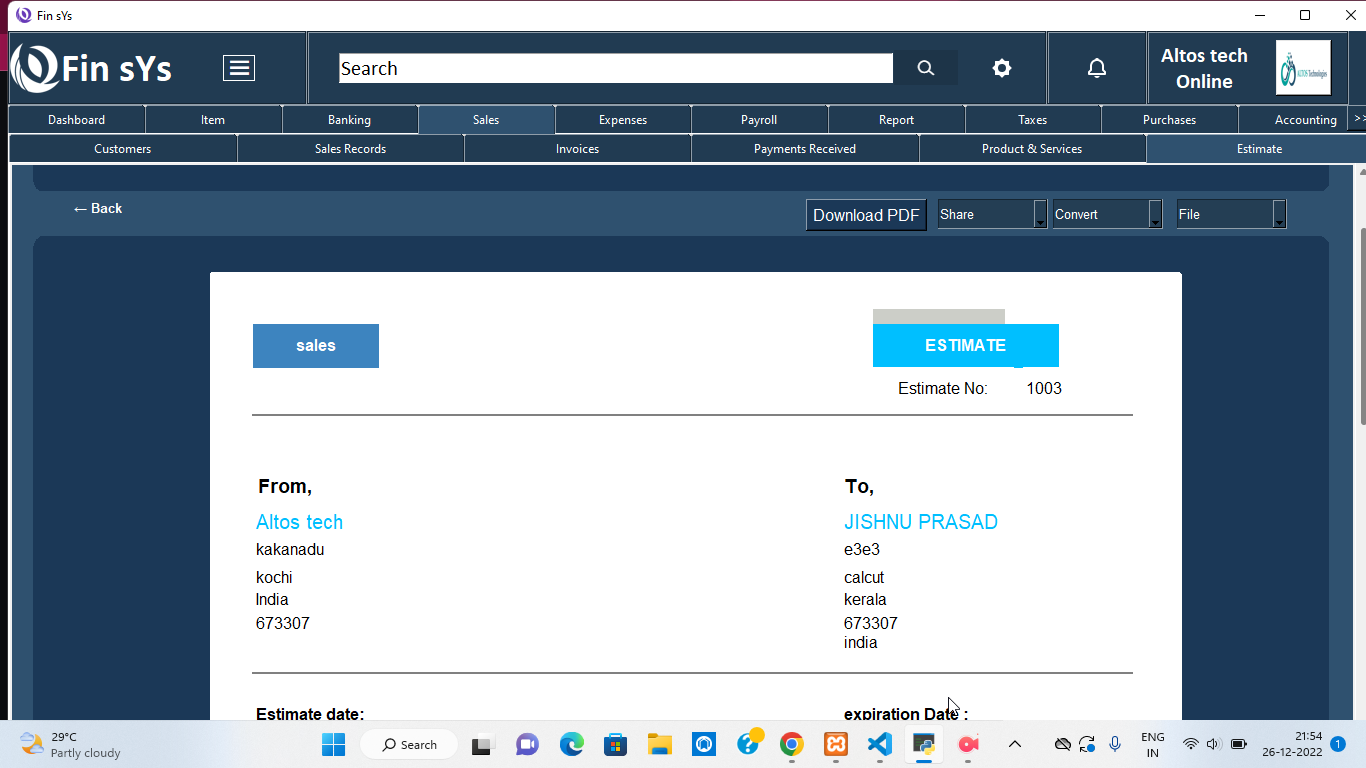 Fin sYs
Fin sYs
Search
Altos tech
Online
ALTOS Technologies
Dashboard Item Banking Sales Expenses Payroll Report Taxes Purchases Accounting >>
Customers Sales Records Invoices Payments Received Product & Services Estimate
← Back
Download PDF Share Convert File
sales
ESTIMATE
Estimate No: 1003
From,
To,
Altos tech
JISHNU PRASAD
kakanadu
e3e3
kochi
calcut
India
kerala
673307
673307
india
Estimate date:
expiration Date :
29°C
Partly cloudy
Search
ENG
IN
21:54
26-12-2022
1